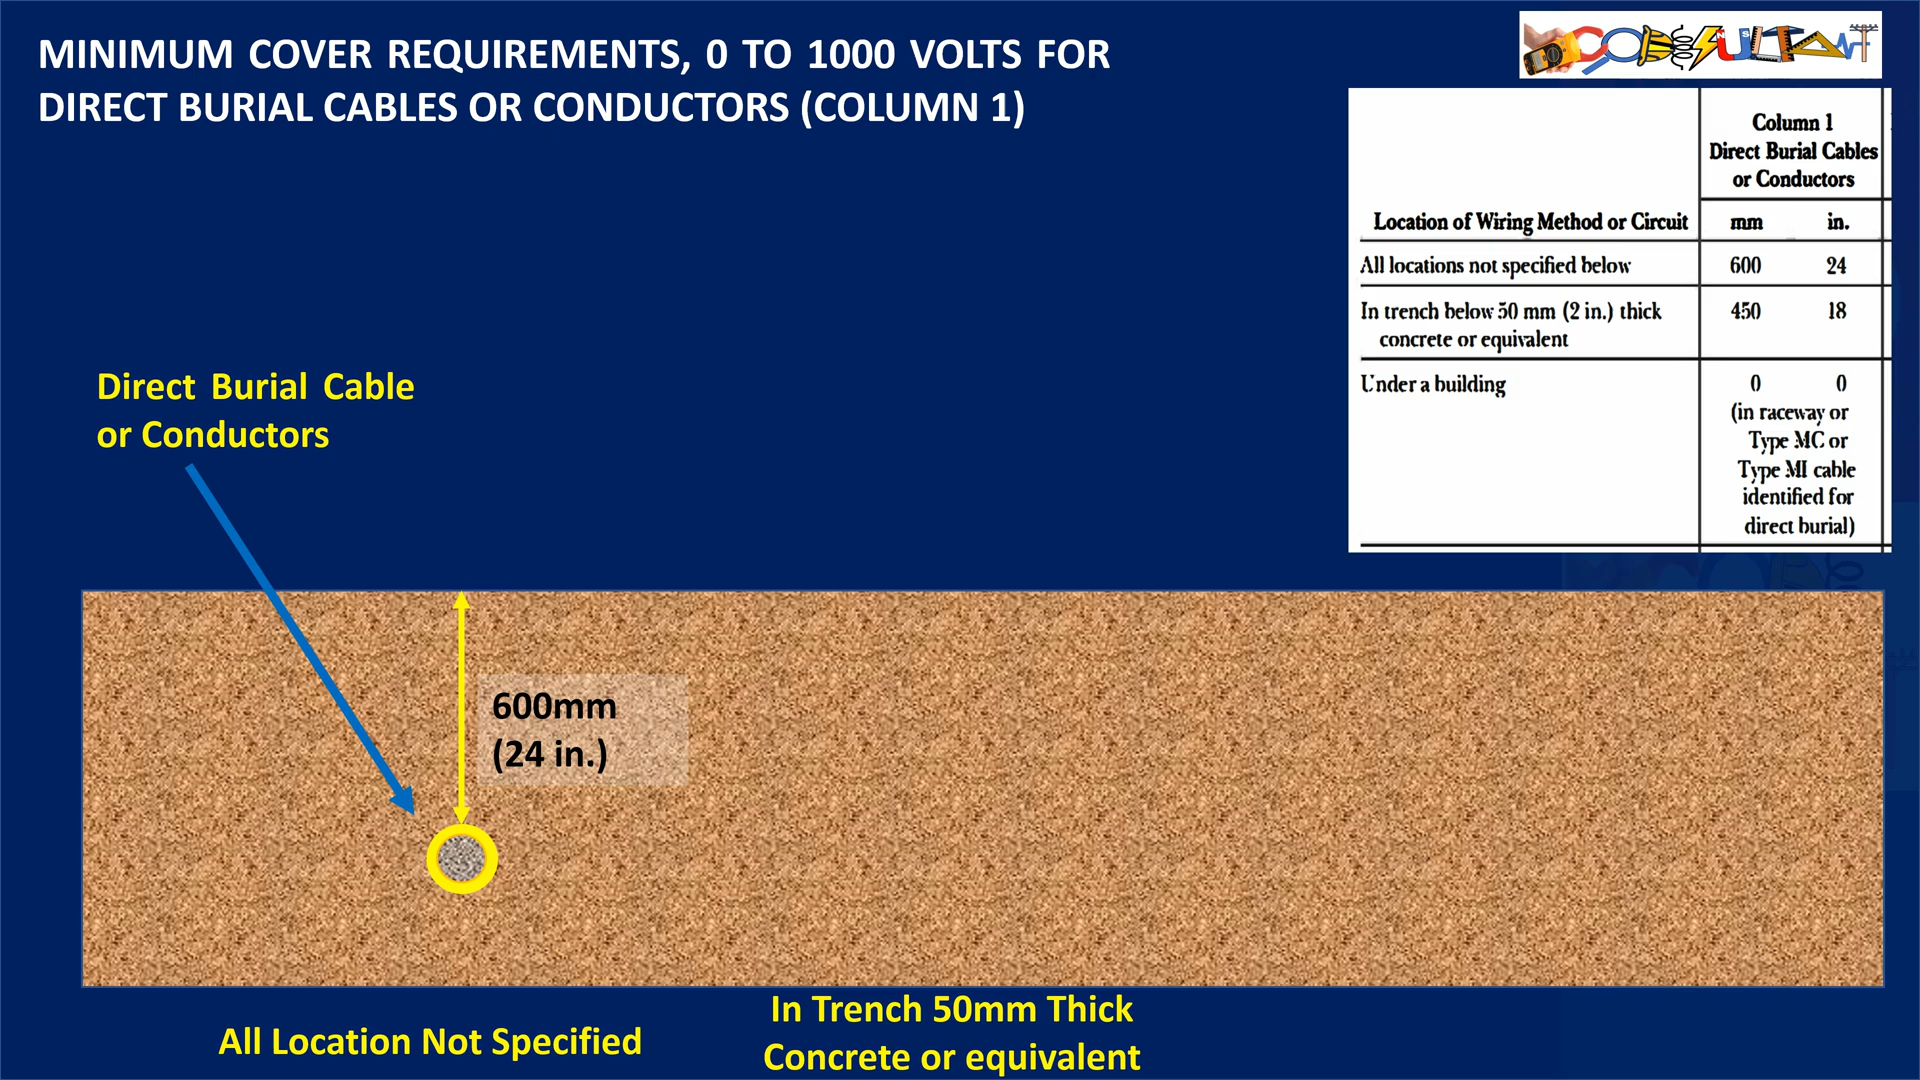 MINIMUM COVER REQUIREMENTS, 0 TO 1000 VOLTS FOR
DIRECT BURIAL CABLES OR CONDUCTORS (COLUMN 1)
Column 1
Direct Burial Cables
or Conductors
Location of Wiring Method or Circuit mm in.
All locations not specified below 600 24
In trench below 50 mm (2 in.) thick 450 18
concrete or equivalent
Under a building 0 0
(in raceway or
Type MC or
Type MI cable
identified for
direct burial)
Direct Burial Cable
or Conductors
600mm
(24 in.)
All Location Not Specified
In Trench 50mm Thick
Concrete or equivalent